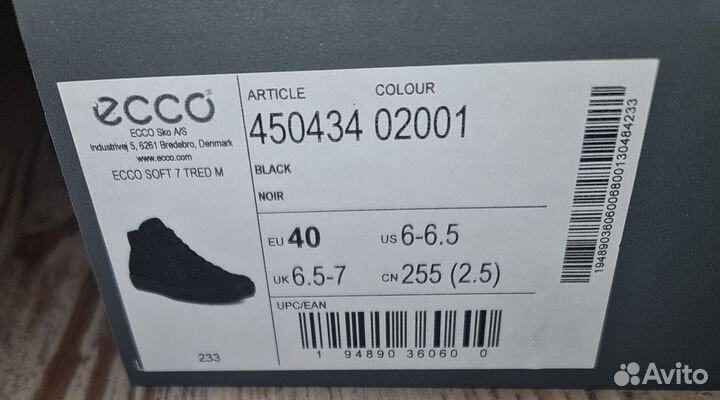 ecco®
ECCO Sko A/S
Industrivej 5, 6261 Bredebro, Denmark
www.ecco.com
ECCO SOFT 7 TRED M
233
ARTICLE COLOUR
450434 02001
BLACK
NOIR
EU 40 US 6-6.5
UK 6.5-7 CN 255 (2.5)
UPC/EAN
1 94890 36060 0
1948903606006800130484233
Avito